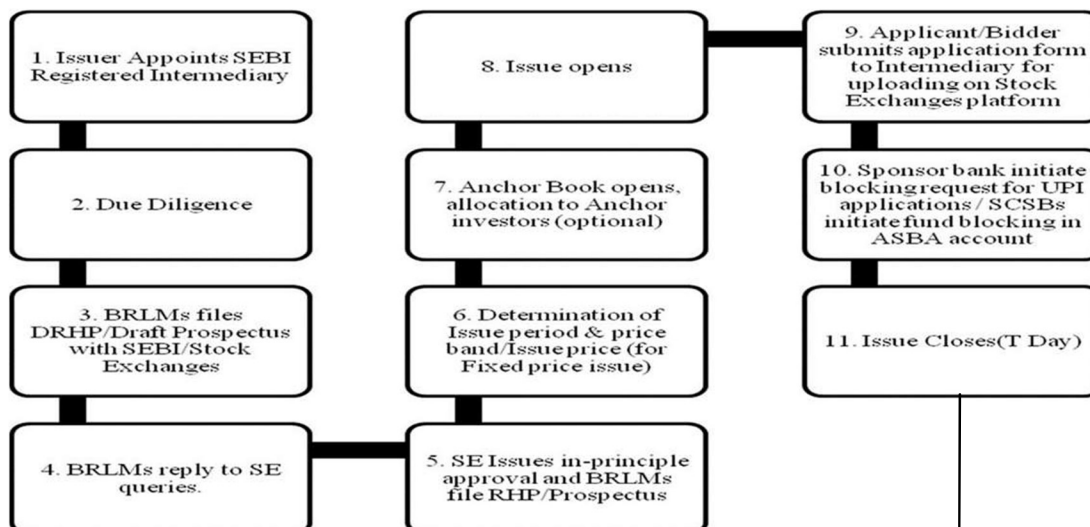 1. Issuer Appoints SEBI
Registered Intermediary
2. Due Diligence
3. BRLMs files
DRHP/Draft Prospectus
with SEBI/Stock
Exchanges
4. BRLMs reply to SE
queries.
5. SE Issues in-principle
approval and BRLMs
file RHP/Prospectus
6. Determination of
Issue period & price
band/Issue price (for
Fixed price issue)
7. Anchor Book opens,
allocation to Anchor
investors (optional)
8. Issue opens
9. Applicant/Bidder
submits application form
to Intermediary for
uploading on Stock
Exchanges platform
10. Sponsor bank initiate
blocking request for UPI
applications / SCSBs
initiate fund blocking in
ASBA account
11. Issue Closes(T Day)